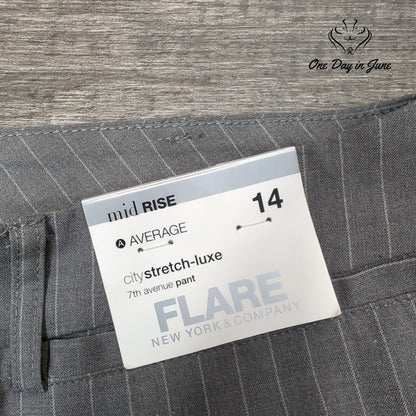 One Day in June
mid RISE
14
A AVERAGE
citystretch-luxe
7th avenue pant
FLARE
NEW YORK & COMPANY